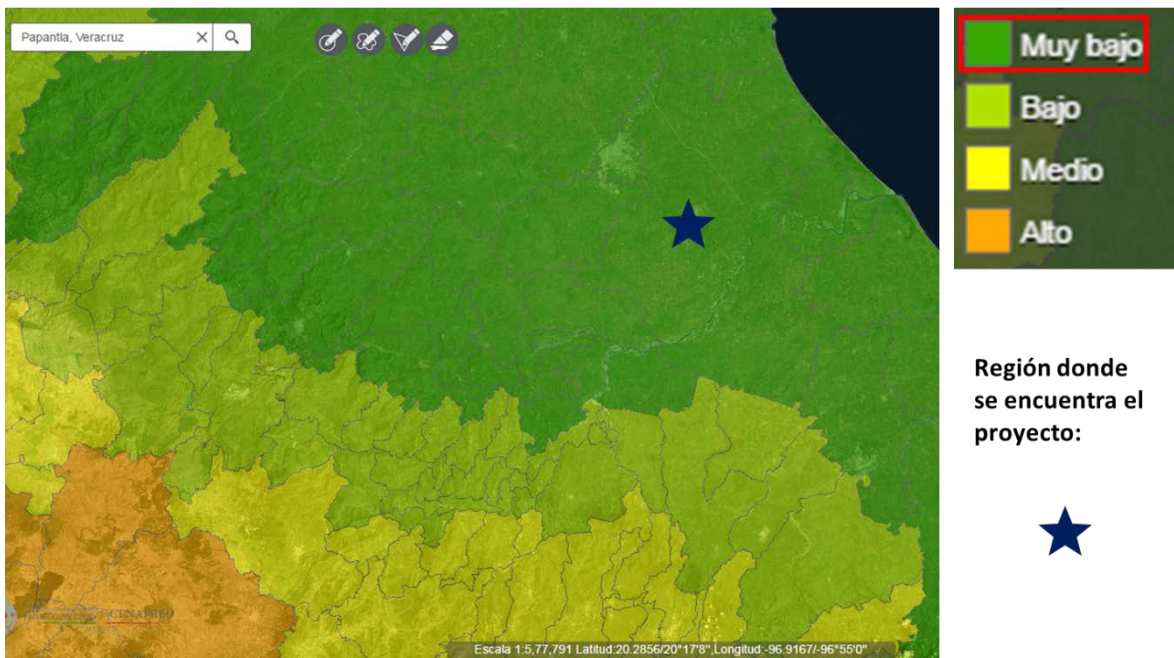 Papantla, Veracruz
Muy bajo
Bajo
Medio
Alto
Región donde
se encuentra el
proyecto:
CENAPRED
Escala 1:5,77,791 Latitud:20.2856/20°17'8",Longitud:-96.9167/-96°55'0"